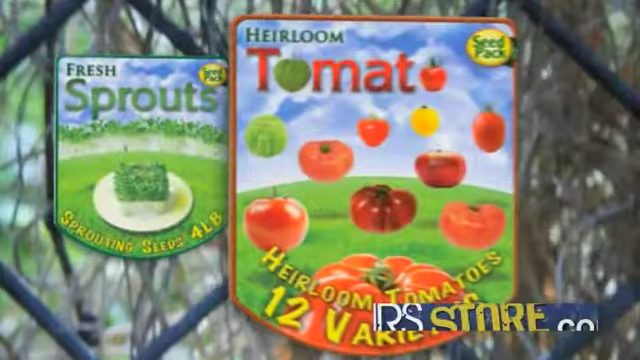 FRESH
Sprouts
Seed
Pack
SPROUTING SEEDS 4LB
HEIRLOOM
Tomato
Seed
Pack
HEIRLOOM TOMATOES
12
RS STORE.CO